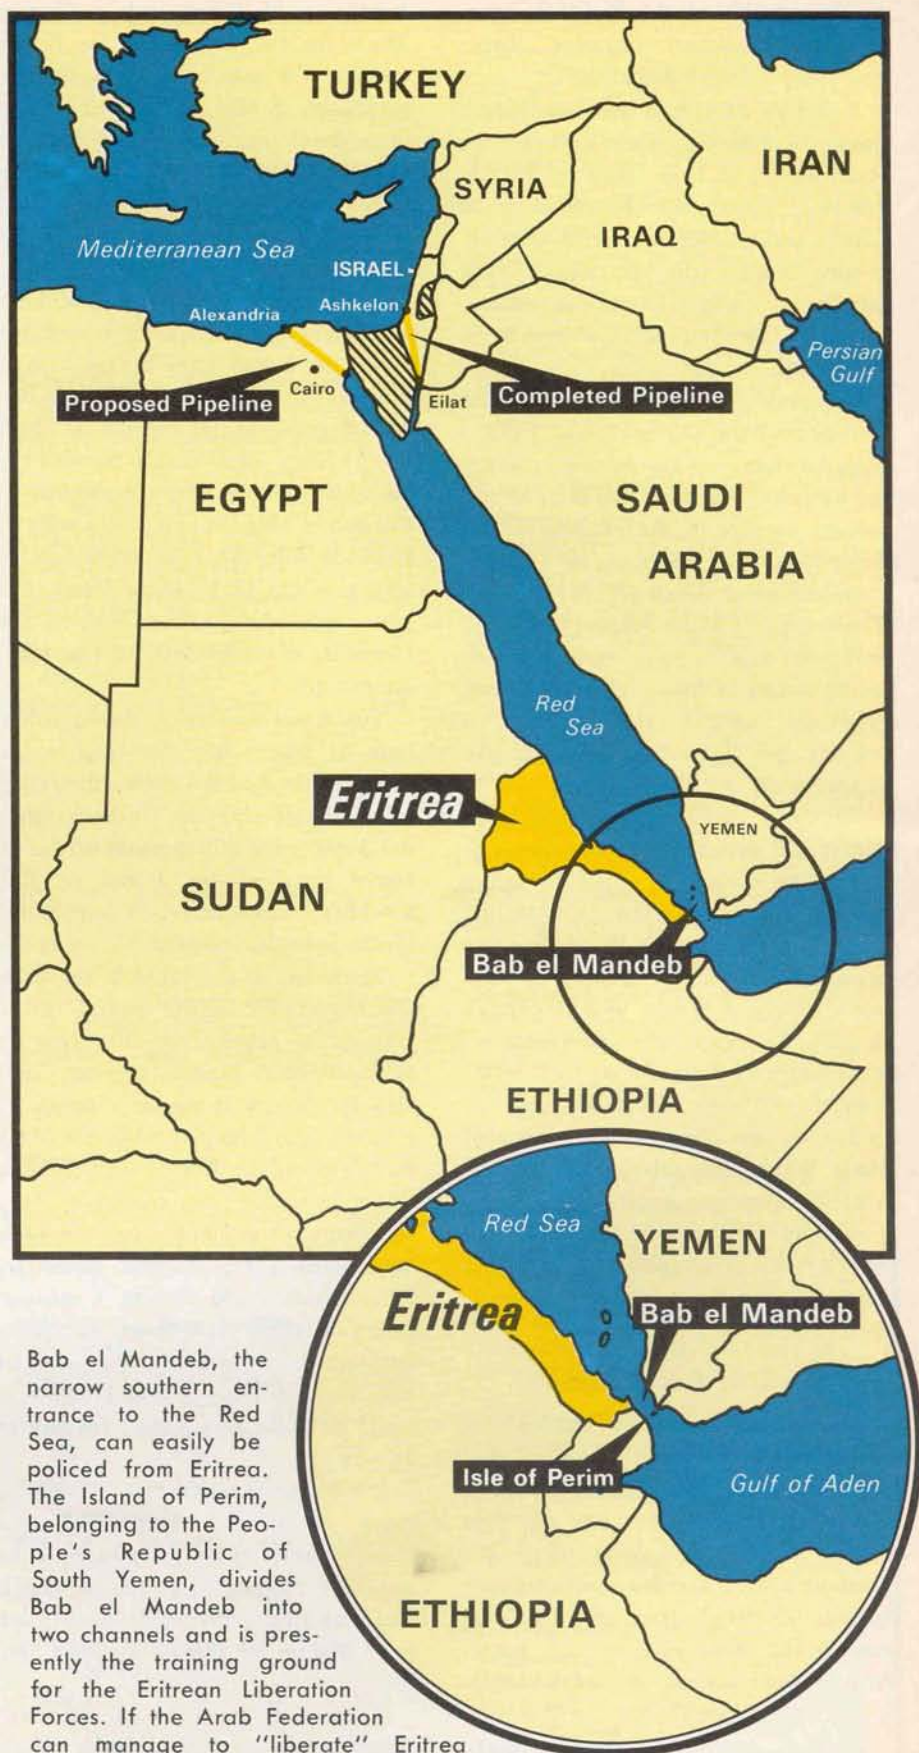 TURKEY
IRAN
SYRIA
IRAQ
Mediterranean Sea
ISRAEL
Ashkelon
Alexandria
Persian
Gulf
Cairo
Eilat
Proposed Pipeline
Completed Pipeline
EGYPT
SAUDI
ARABIA
Red
Sea
Eritrea
YEMEN
SUDAN
Bab el Mandeb
ETHIOPIA
Red Sea
YEMEN
Eritrea
Bab el Mandeb
Isle of Perim
Gulf of Aden
ETHIOPIA
Bab el Mandeb, the
narrow southern en-
trance to the Red
Sea, can easily be
policed from Eritrea.
The Island of Perim,
belonging to the Peo-
ple's Republic of
South Yemen, divides
Bab el Mandeb into
two channels and is pres-
ently the training ground
for the Eritrean Liberation
Forces. If the Arab Federation
can manage to "liberate" Eritrea